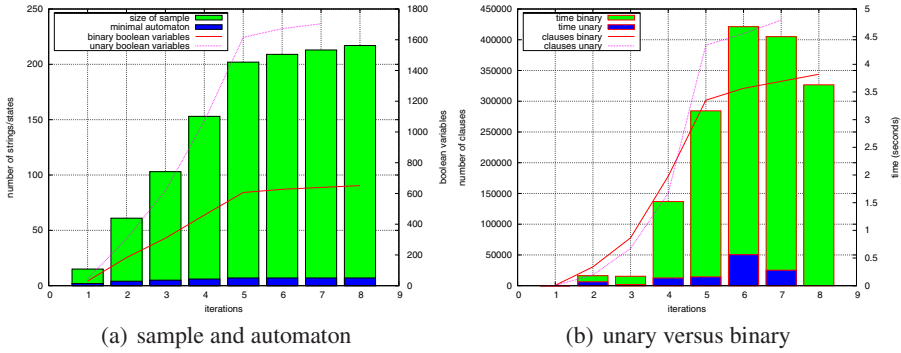 250
200
150
100
50
0
number of strings/states
size of sample
minimal automaton
binary boolean variables
unary boolean variables
0 1 2 3 4 5 6 7 8 9
iterations
1800
1600
1400
1200
1000
800
600
400
200
0
boolean variables
(a) sample and automaton
450000
400000
350000
300000
250000
200000
150000
100000
50000
0
number of clauses
time binary
time unary
clauses binary
clauses unary
0 1 2 3 4 5 6 7 8 9
iterations
5
4.5
4
3.5
3
2.5
2
1.5
1
0.5
0
time (seconds)
(b) unary versus binary